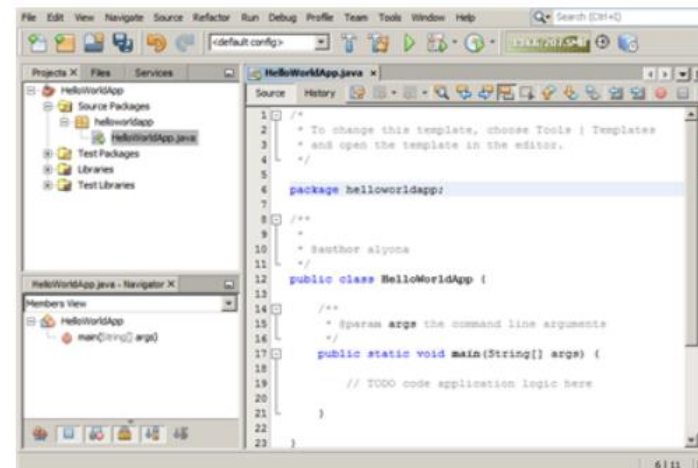 File Edit View Navigate Source Refactor Run Debug Profile Team Tools Window Help
Search (Ctrl+I)
<default config>
Projects X Files Services
HelloWorldApp
Source Packages
helloworldapp
HelloWorldApp.java
Test Packages
Libraries
Test Libraries
HelloWorldApp.java - Navigator X
Members View
HelloWorldApp
main(String[] args)
HelloWorldApp.java x
Source History
1 /*
2 * To change this template, choose Tools | Templates
3 * and open the template in the editor.
4 */
5
6 package helloworldapp;
7
8 /**
9 *
10 * @author alyona
11 */
12 public class HelloWorldApp {
13
14 /**
15 * @param args the command line arguments
16 */
17 public static void main(String[] args) {
18
19 // TODO code application logic here
20
21 }
22
23 }
6|11